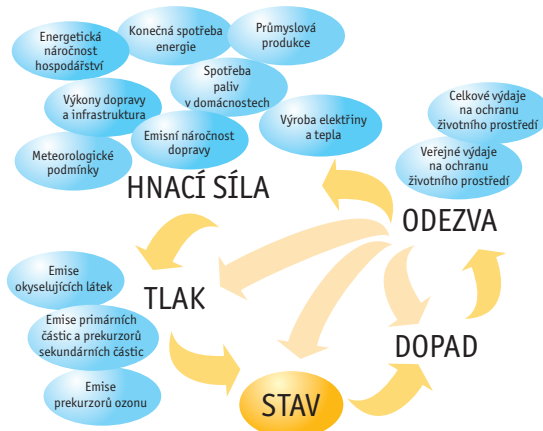 Energetická
náročnost
hospodářství
Konečná spotřeba
energie
Průmyslová
produkce
Spotřeba
paliv
v domácnostech
Výkony dopravy
a infrastruktura
Emisní náročnost
dopravy
Výroba elektřiny
a tepla
Meteorologické
podmínky
HNACÍ SÍLA
Celkové výdaje
na ochranu
životního prostředí
Veřejné výdaje
na ochranu
životního prostředí
ODEZVA
Emise
okyselujících látek
TLAK
Emise primárních
částic a prekurzorů
sekundárních částic
Emise
prekurzorů ozonu
DOPAD
STAV